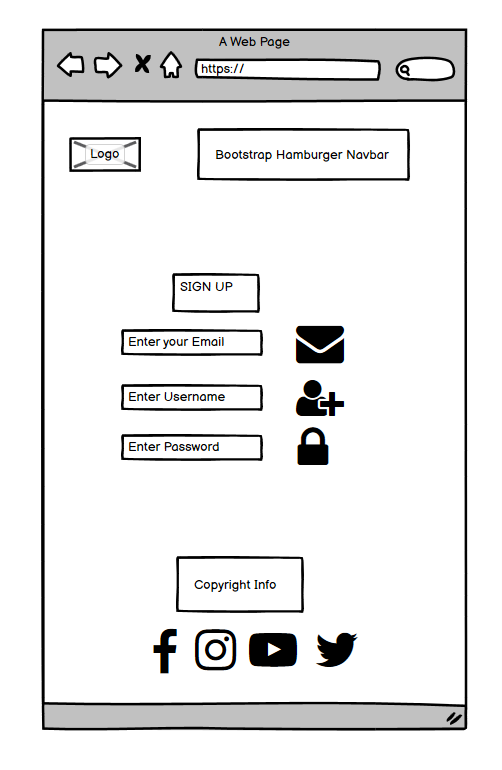 A Web Page
https://
Logo
Bootstrap Hamburger Navbar
SIGN UP
Enter your Email
Enter Username
Enter Password
Copyright Info